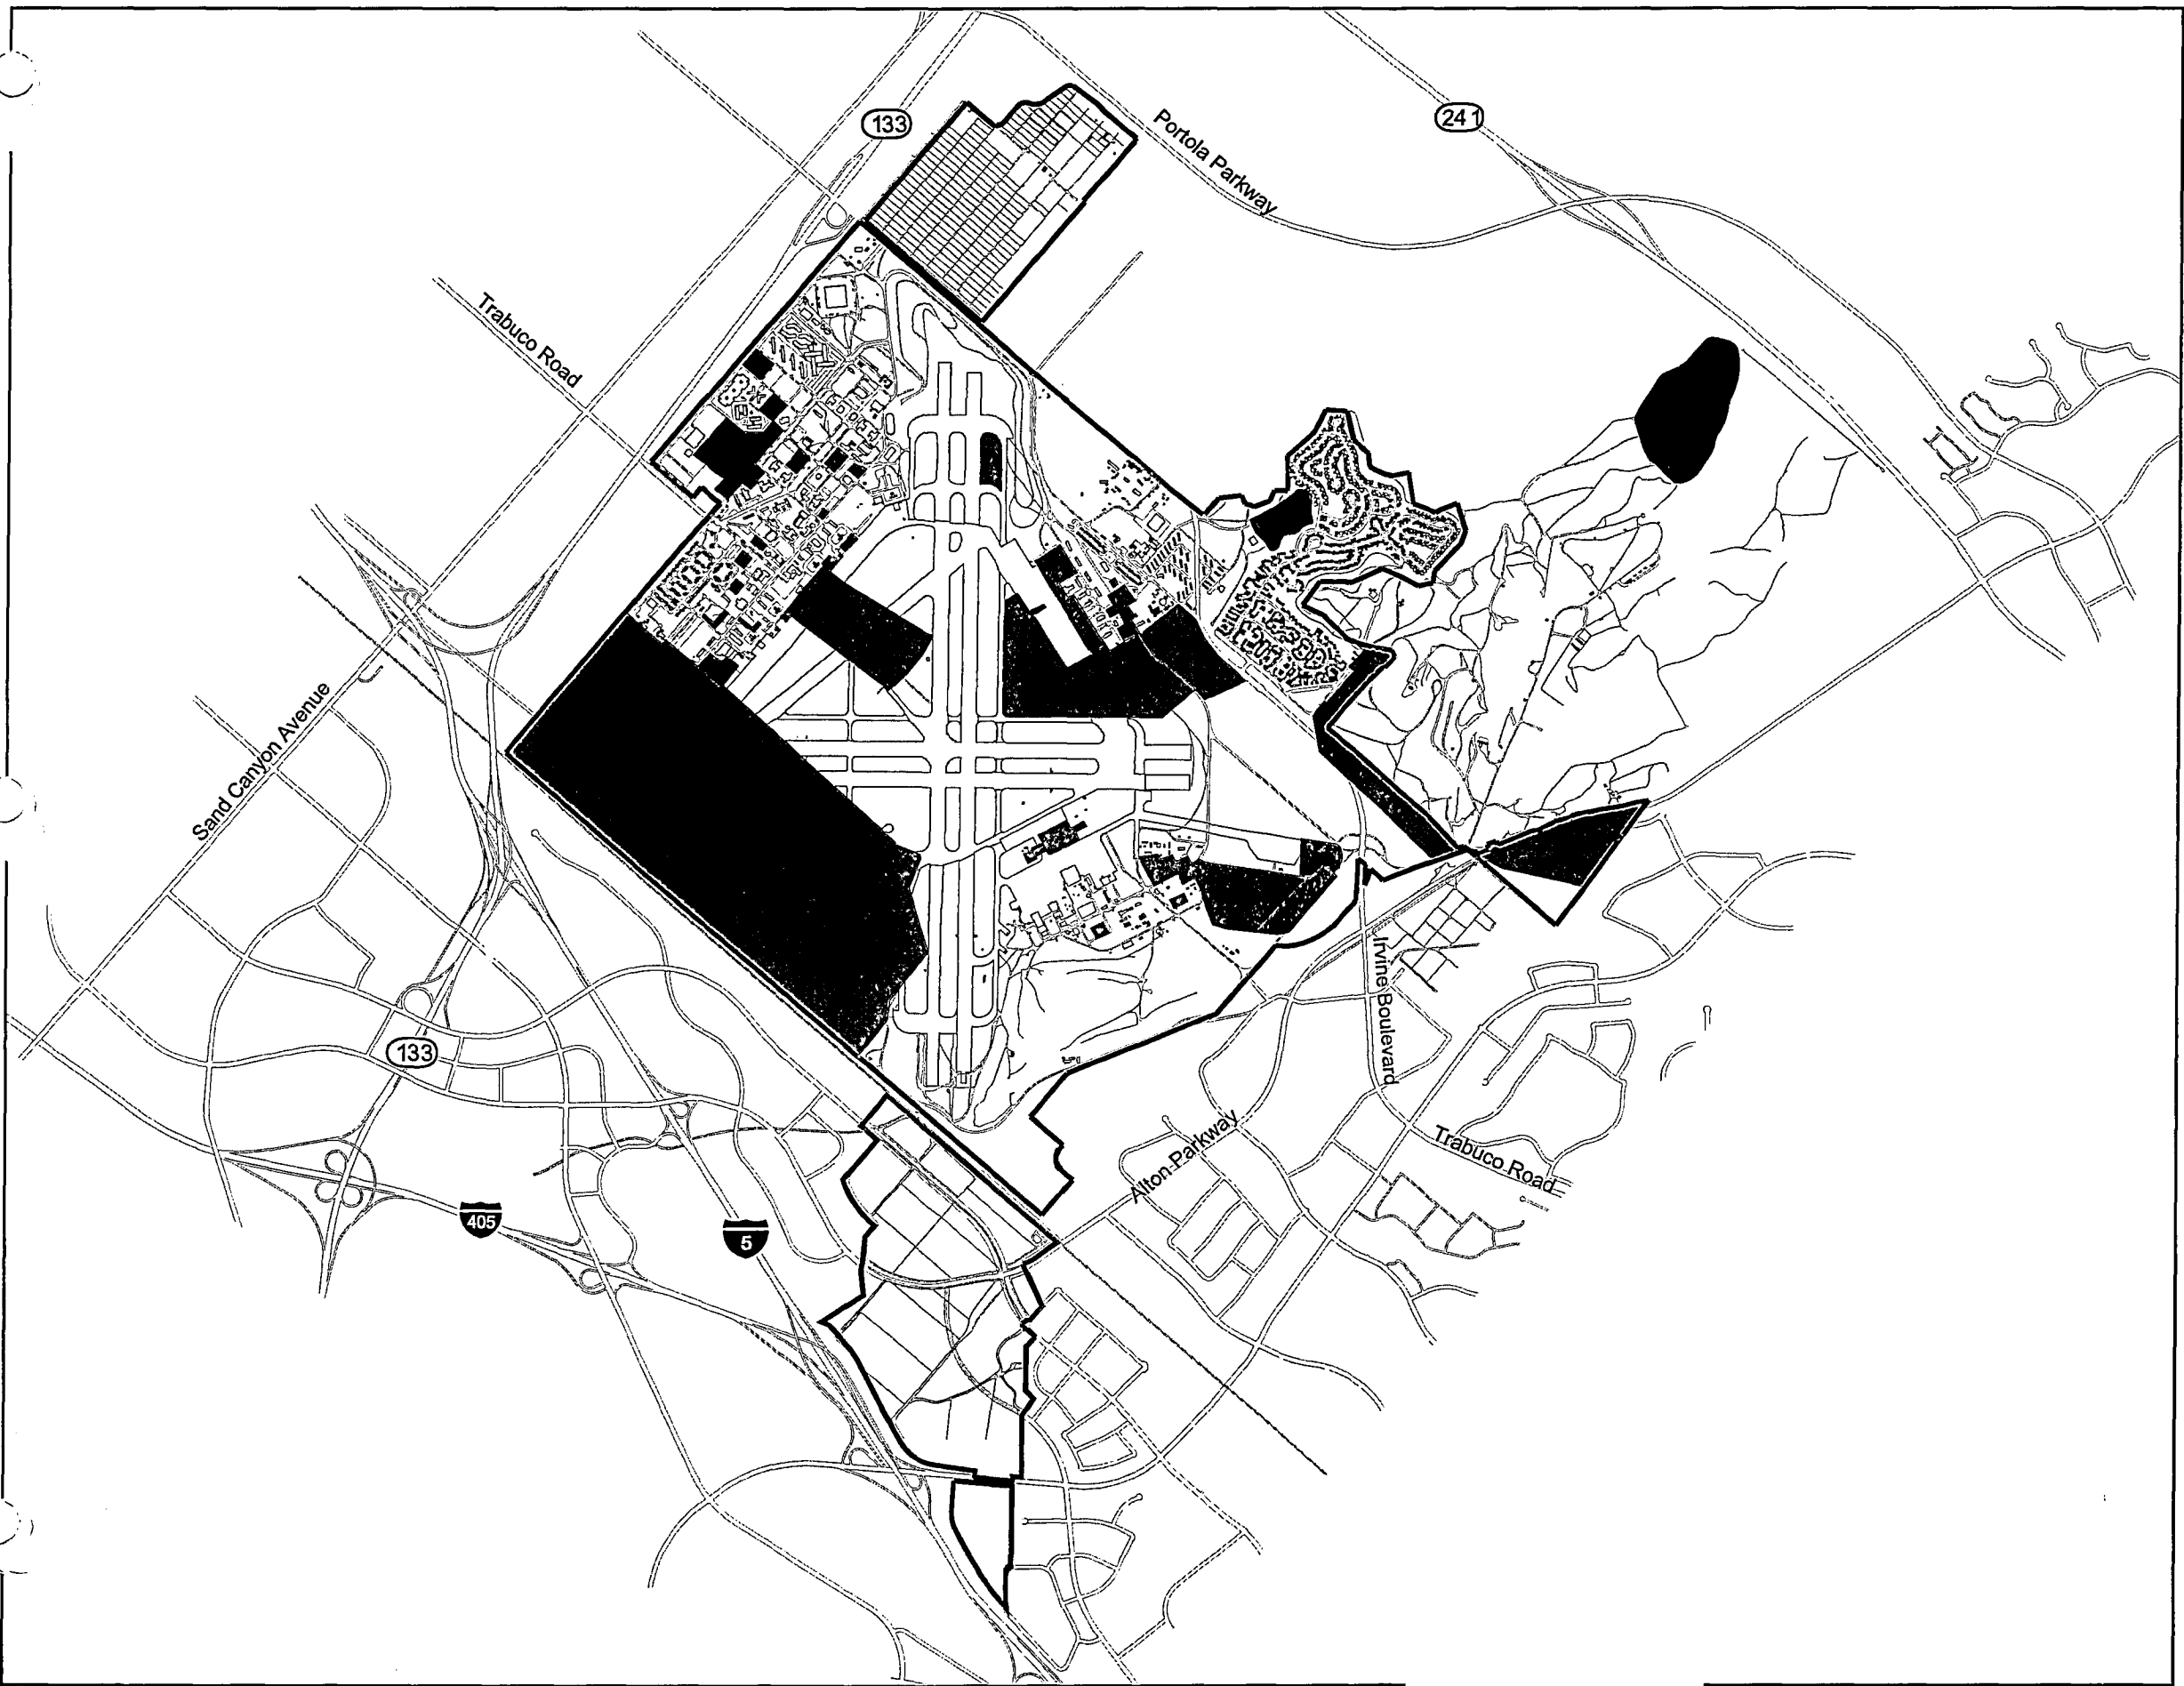 133
241
Portola Parkway
Trabuco Road
Sand Canyon Avenue
Irvine Boulevard
133
Alton Parkway
Trabuco Road
405
5